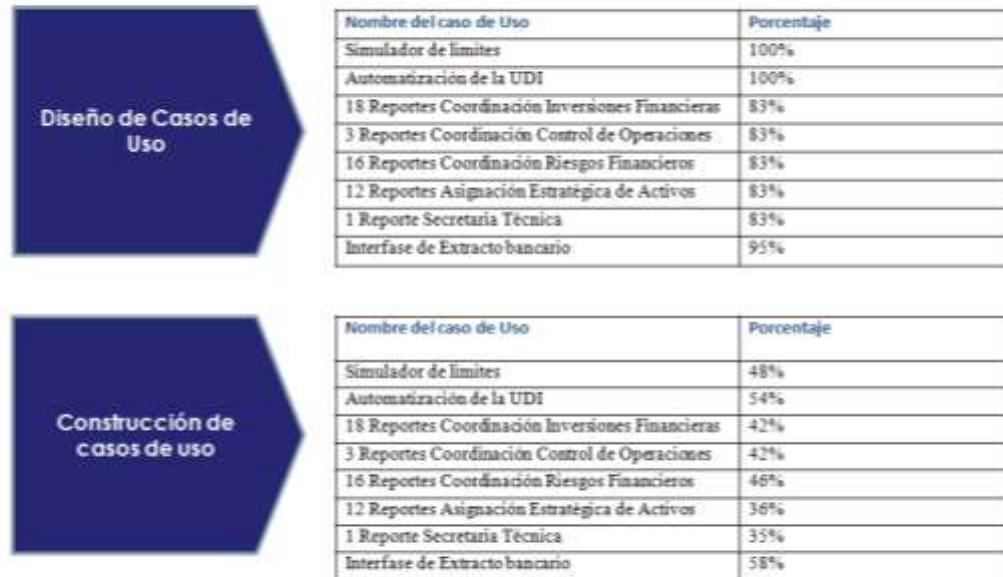 Diseño de Casos de
Uso
Nombre del caso de Uso Porcentaje
Simulador de limites 100%
Automatización de la UDI 100%
18 Reportes Coordinación Inversiones Financieras 83%
3 Reportes Coordinación Control de Operaciones 83%
16 Reportes Coordinación Riesgos Financieros 83%
12 Reportes Asignación Estratégica de Activos 83%
1 Reporte Secretaria Técnica 83%
Interfase de Extracto bancario 95%
Construcción de
casos de uso
Nombre del caso de Uso Porcentaje
Simulador de limites 48%
Automatización de la UDI 54%
18 Reportes Coordinación Inversiones Financieras 42%
3 Reportes Coordinación Control de Operaciones 42%
16 Reportes Coordinación Riesgos Financieros 46%
12 Reportes Asignación Estratégica de Activos 36%
1 Reporte Secretaria Técnica 35%
Interfase de Extracto bancario 58%